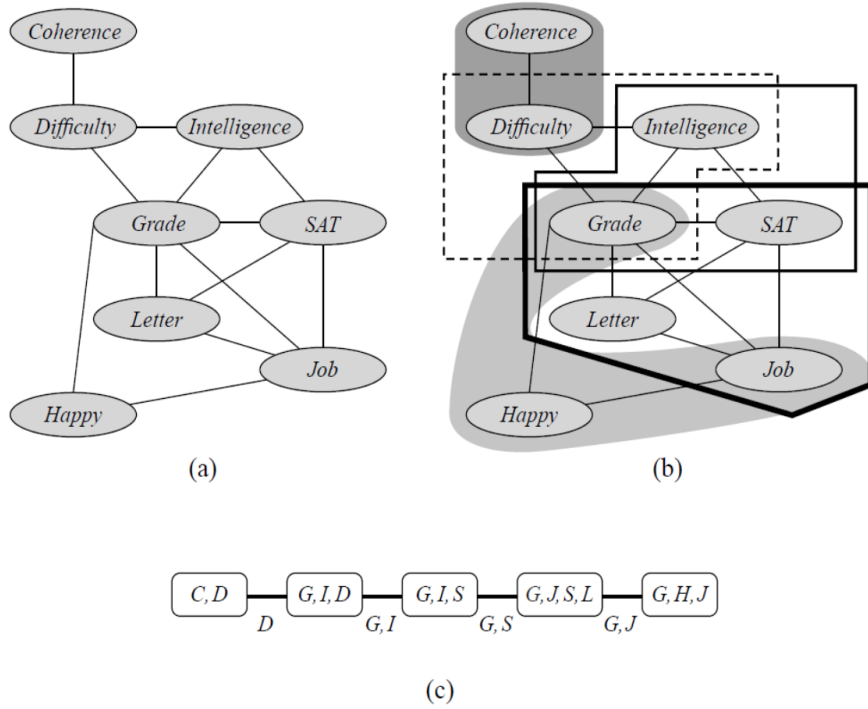 Coherence
Difficulty
Intelligence
Grade
SAT
Letter
Job
Happy
(a)
Coherence
Difficulty
Intelligence
Grade
SAT
Letter
Job
Happy
(b)
C,D
G,I,D
G,I,S
G,J,S,L
G,H,J
D
G,I
G,S
G,J
(c)